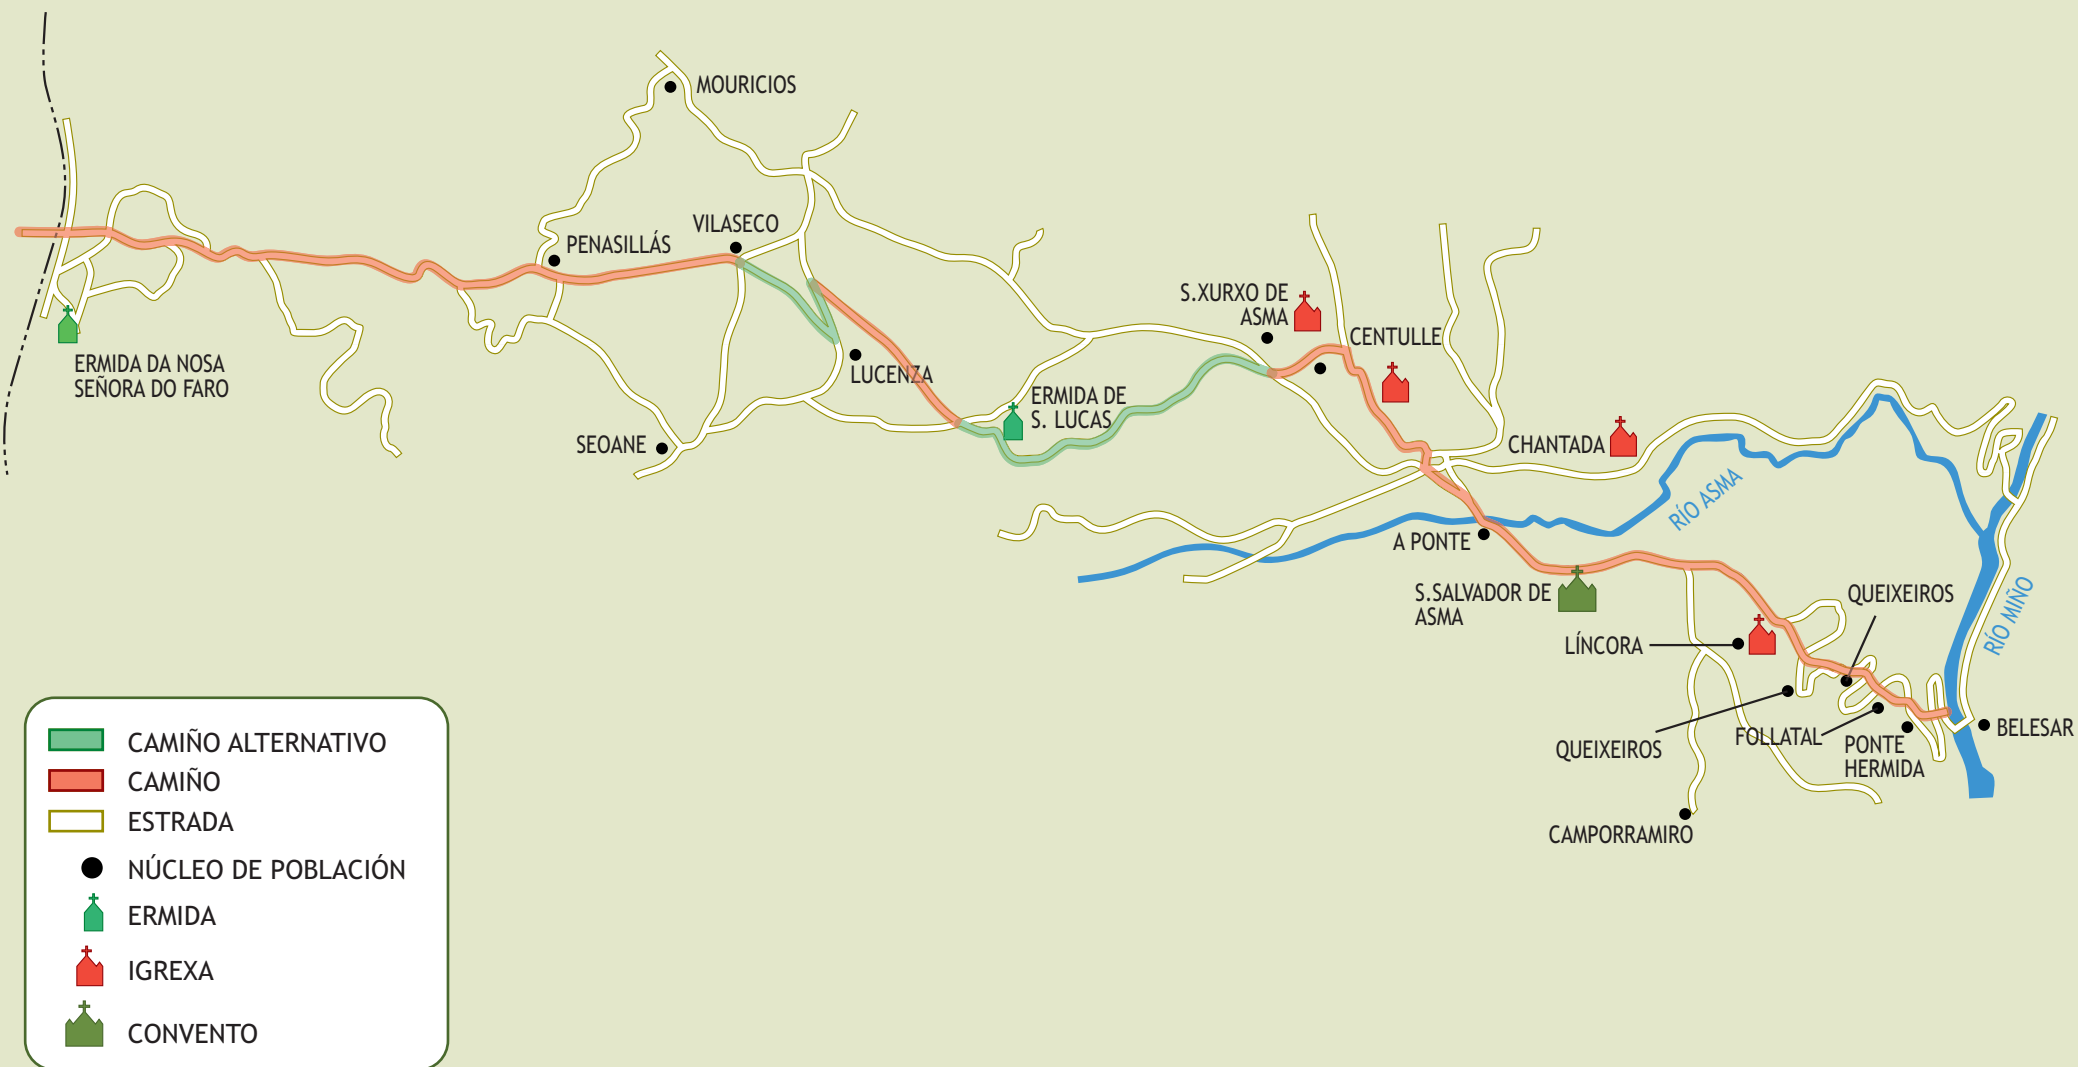 MOURICIOS
VILASECO
PENASILLÁS
S.XURXO DE
ASMA
CENTULLE
ERMIDA DA NOSA
SEÑORA DO FARO
LUCENZA
ERMIDA DE
S. LUCAS
SEOANE
CHANTADA
RÍO ASMA
A PONTE
S.SALVADOR DE
ASMA
QUEIXEIROS
RÍO MIÑO
LÍNCORA
QUEIXEIROS
FOLLATAL
PONTE
HERMIDA
BELESAR
CAMPORRAMIRO
CAMIÑO ALTERNATIVO
CAMIÑO
ESTRADA
NÚCLEO DE POBLACIÓN
ERMIDA
IGREXA
CONVENTO